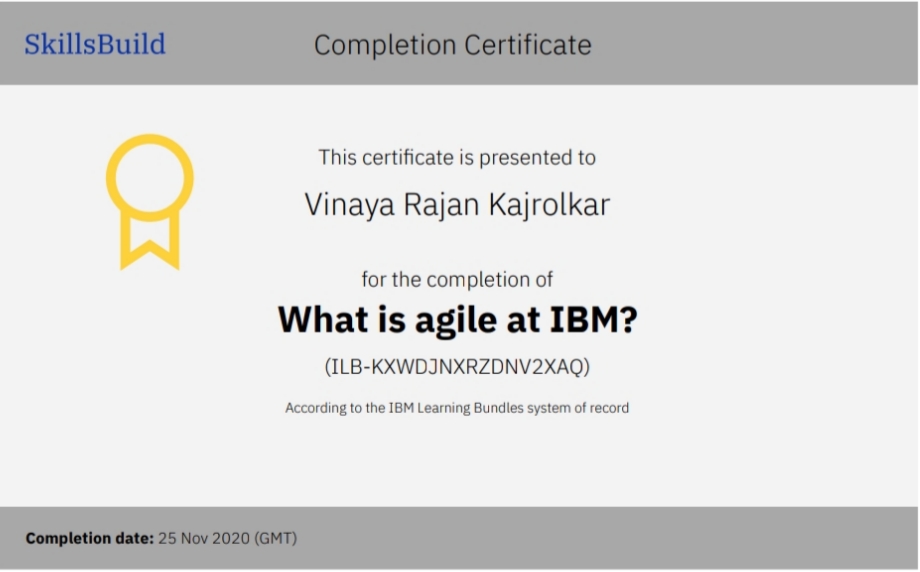 SkillsBuild
Completion Certificate
This certificate is presented to
Vinaya Rajan Kajrolkar
for the completion of
What is agile at IBM?
(ILB-KXWDJNXRZDNV2XAQ)
According to the IBM Learning Bundles system of record
Completion date: 25 Nov 2020 (GMT)